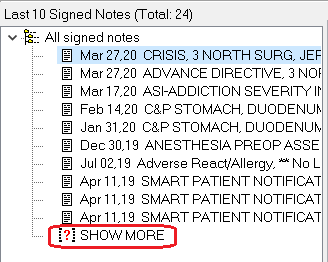 Last 10 Signed Notes (Total: 24)
All signed notes
Mar 27,20 CRISIS, 3 NORTH SURG, JEF
Mar 27,20 ADVANCE DIRECTIVE, 3 NO
Mar 17,20 ASI-ADDICTION SEVERITY IN
Feb 14,20 C&P STOMACH, DUODENUM
Jan 31,20 C&P STOMACH, DUODENUM
Dec 30,19 ANESTHESIA PREOP ASSE
Jul 02,19 Adverse React/Allergy, ** No L
Apr 11,19 SMART PATIENT NOTIFICAT
Apr 11,19 SMART PATIENT NOTIFICAT
Apr 11,19 SMART PATIENT NOTIFICAT
SHOW MORE